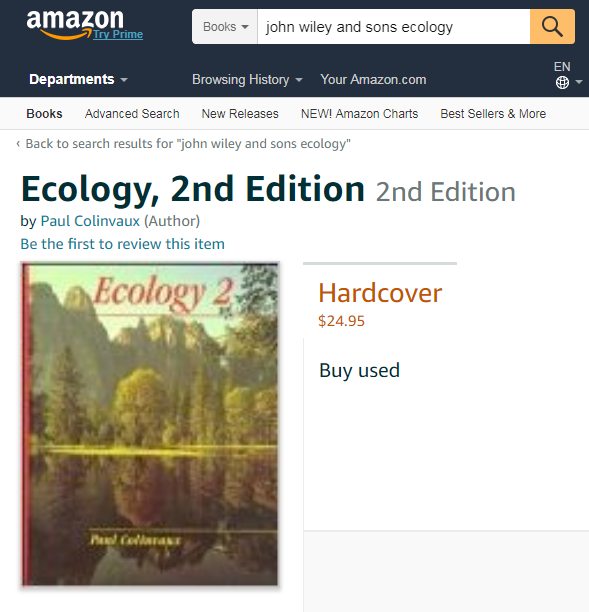 amazon
Try Prime
Books
john wiley and sons ecology
Departments
Browsing History
Your Amazon.com
EN
Books
Advanced Search
New Releases
NEW! Amazon Charts
Best Sellers & More
‹ Back to search results for "john wiley and sons ecology"
Ecology, 2nd Edition 2nd Edition
by Paul Colinvaux (Author)
Be the first to review this item
Ecology 2
Paul Colinvaux
Hardcover
$24.95
Buy used